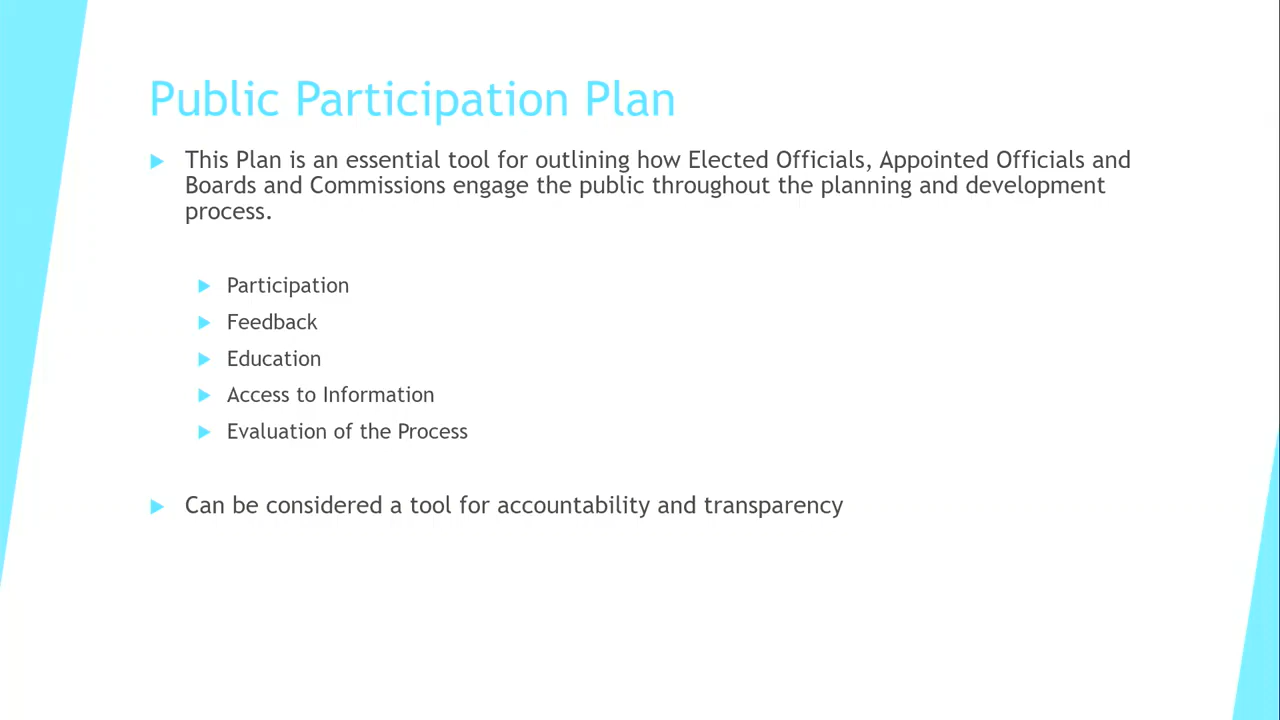 Public Participation Plan
This Plan is an essential tool for outlining how Elected Officials, Appointed Officials and
Boards and Commissions engage the public throughout the planning and development
process.
Participation
Feedback
Education
Access to Information
Evaluation of the Process
Can be considered a tool for accountability and transparency